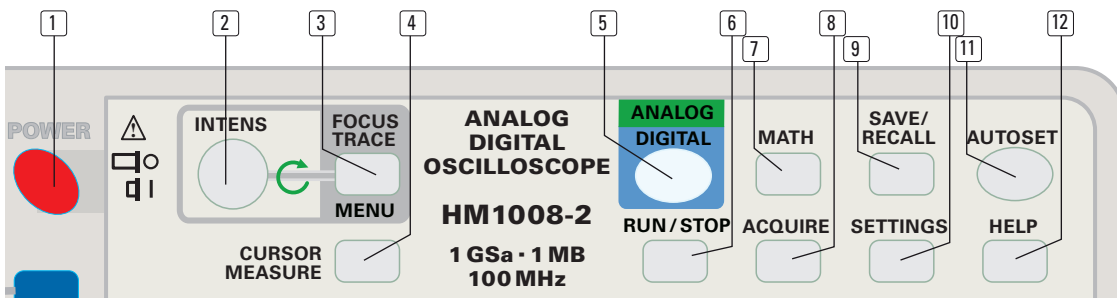 1 2 3 4 5 6 7 8 9 10 11 12
POWER
INTENS
FOCUS
TRACE
MENU
CURSOR
MEASURE
ANALOG
DIGITAL
OSCILLOSCOPE
HM1008-2
1 GSa · 1 MB
100 MHz
ANALOG
DIGITAL
RUN / STOP
MATH
ACQUIRE
SAVE/
RECALL
SETTINGS
AUTOSET
HELP